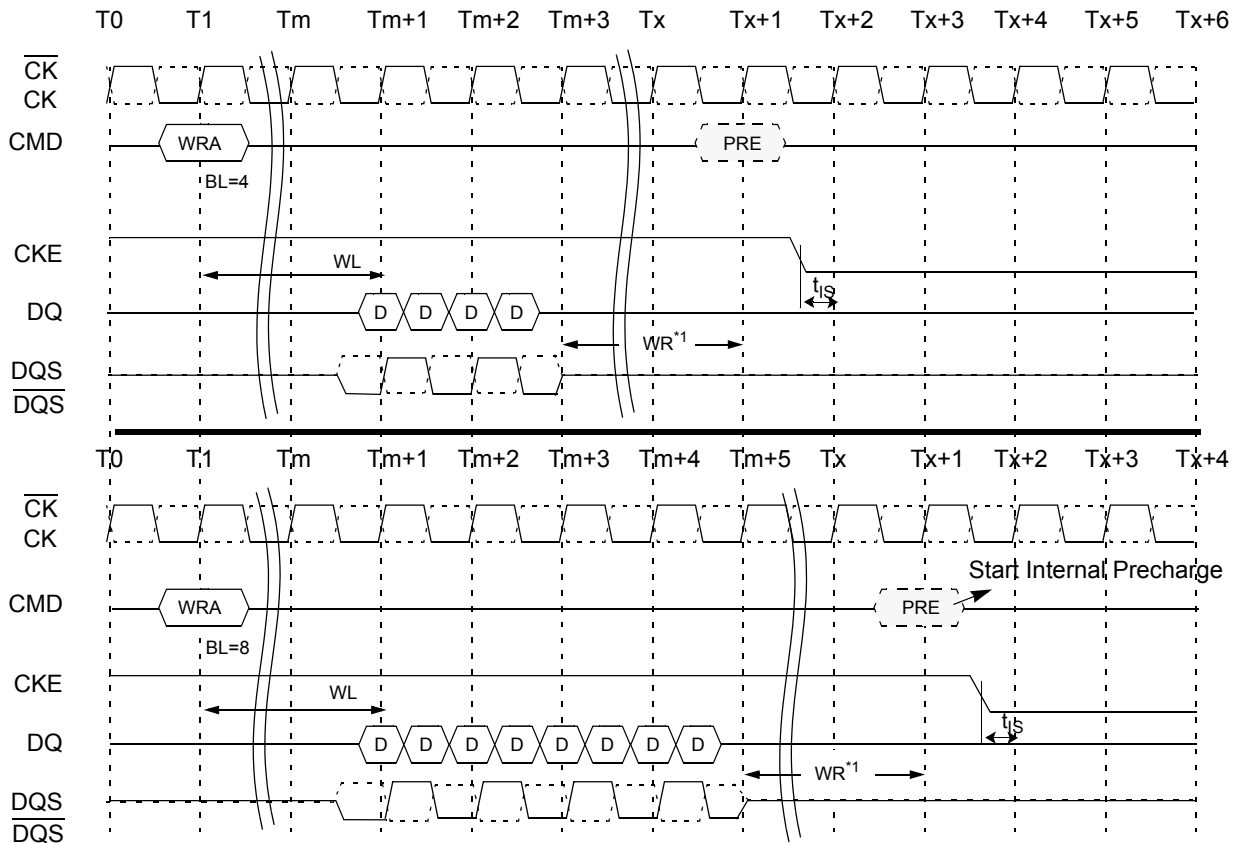 T0 T1 Tm Tm+1 Tm+2 Tm+3 Tx Tx+1 Tx+2 Tx+3 Tx+4 Tx+5 Tx+6
CK
CK
CMD WRA PRE
BL=4
CKE
WL
tIS
DQ D D D D
WR*1
DQS
DQS
T0 T1 Tm Tm+1 Tm+2 Tm+3 Tm+4 Tm+5 Tx Tx+1 Tx+2 Tx+3 Tx+4
CK
CK
Start Internal Precharge
CMD WRA PRE
BL=8
CKE
WL
tIS
DQ D D D D D D D D
WR*1
DQS
DQS